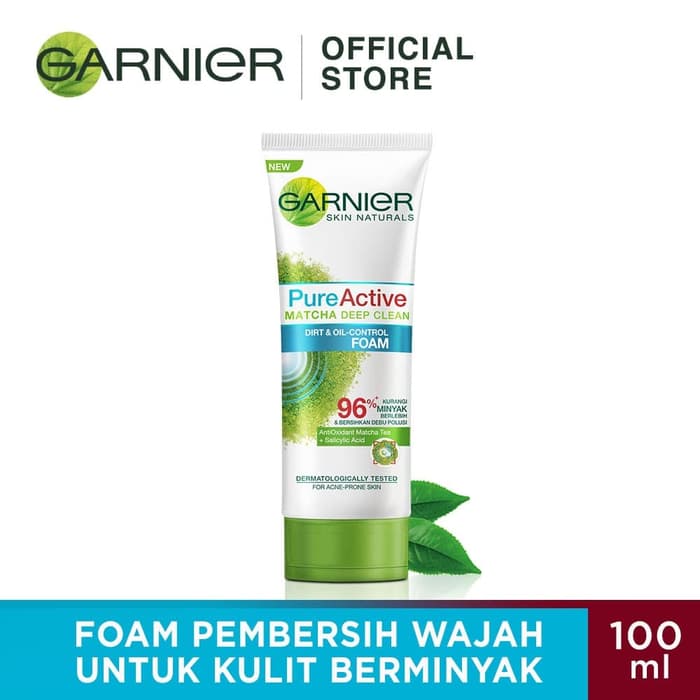 GARNIER
OFFICIAL
STORE
NEW
GARNIER
SKIN NATURALS
PureActive
MATCHA DEEP CLEAN
DIRT & OIL-CONTROL
FOAM
96%+ KURANGI
MINYAK
BERLEBIH
& BERSIHKAN DEBU POLUSI
AntiOxidant Matcha Tea
+ Salicylic Acid
DERMATOLOGICALLY TESTED
FOR ACNE-PRONE SKIN
FOAM PEMBERSIH WAJAH
UNTUK KULIT BERMINYAK
100
ml